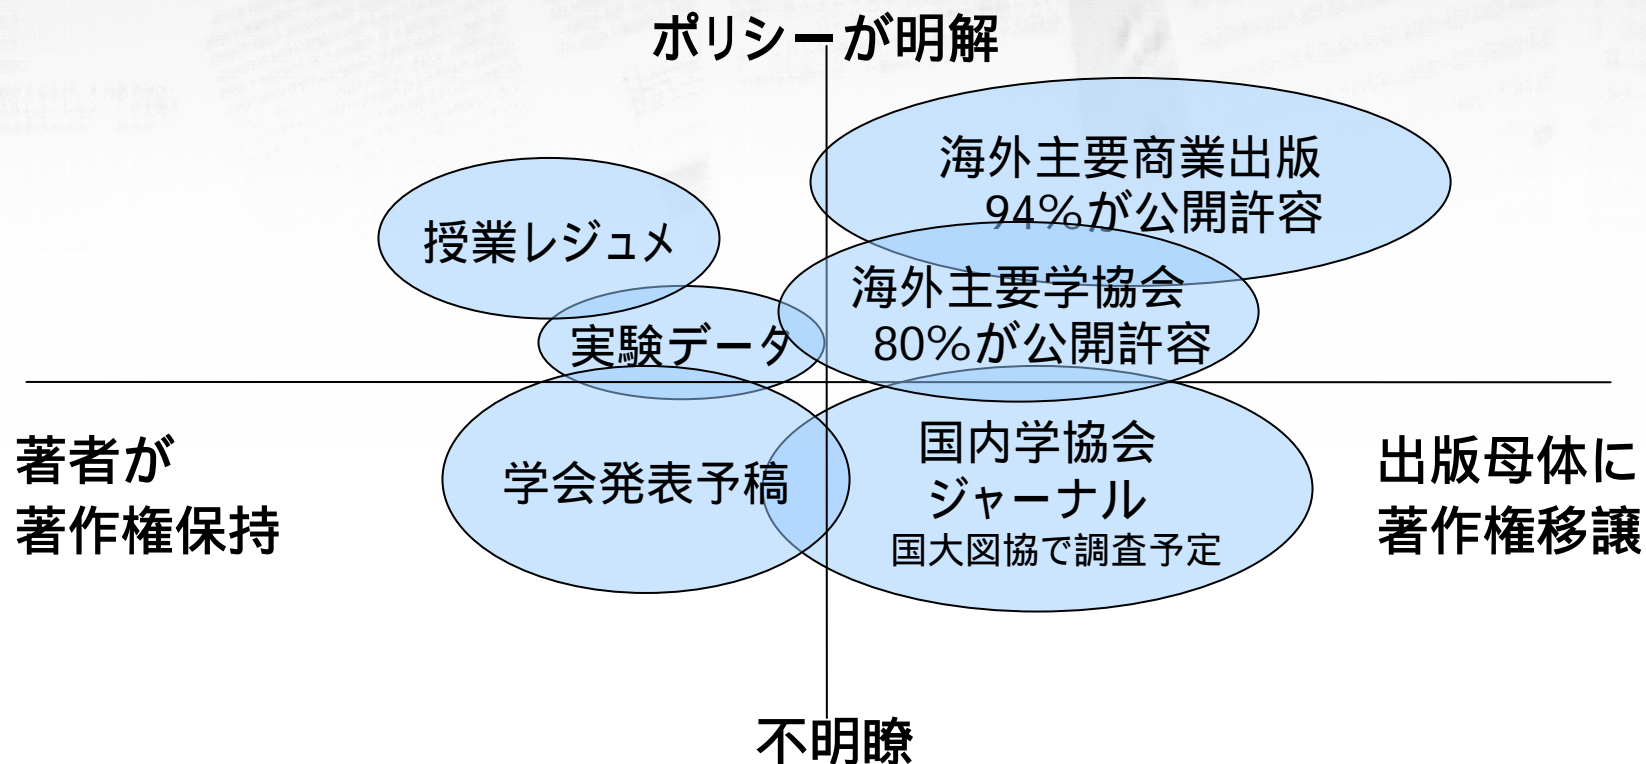 ポリシーが明解
海外主要商業出版
94%が公開許容
授業レジュメ
海外主要学協会
80%が公開許容
実験データ
著者が
著作権保持
学会発表予稿
国内学協会
ジャーナル
国大図協で調査予定
出版母体に
著作権移譲
不明瞭